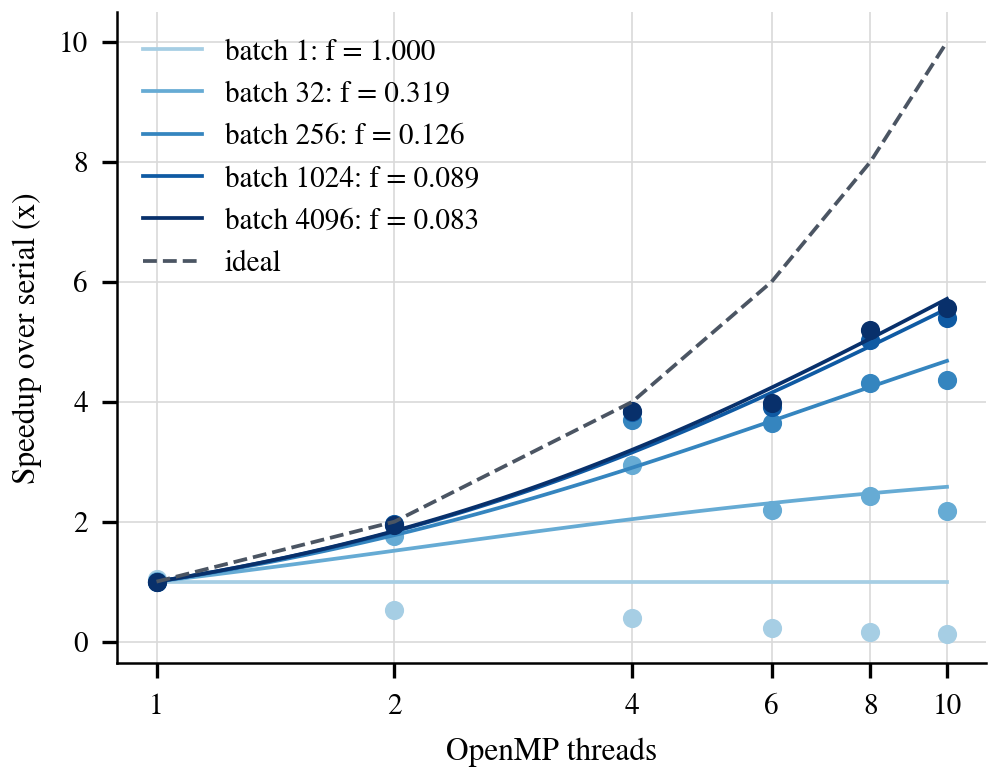 10
8
6
4
2
0
Speedup over serial (x)
batch 1: f = 1.000
batch 32: f = 0.319
batch 256: f = 0.126
batch 1024: f = 0.089
batch 4096: f = 0.083
ideal
1 2 4 6 8 10
OpenMP threads